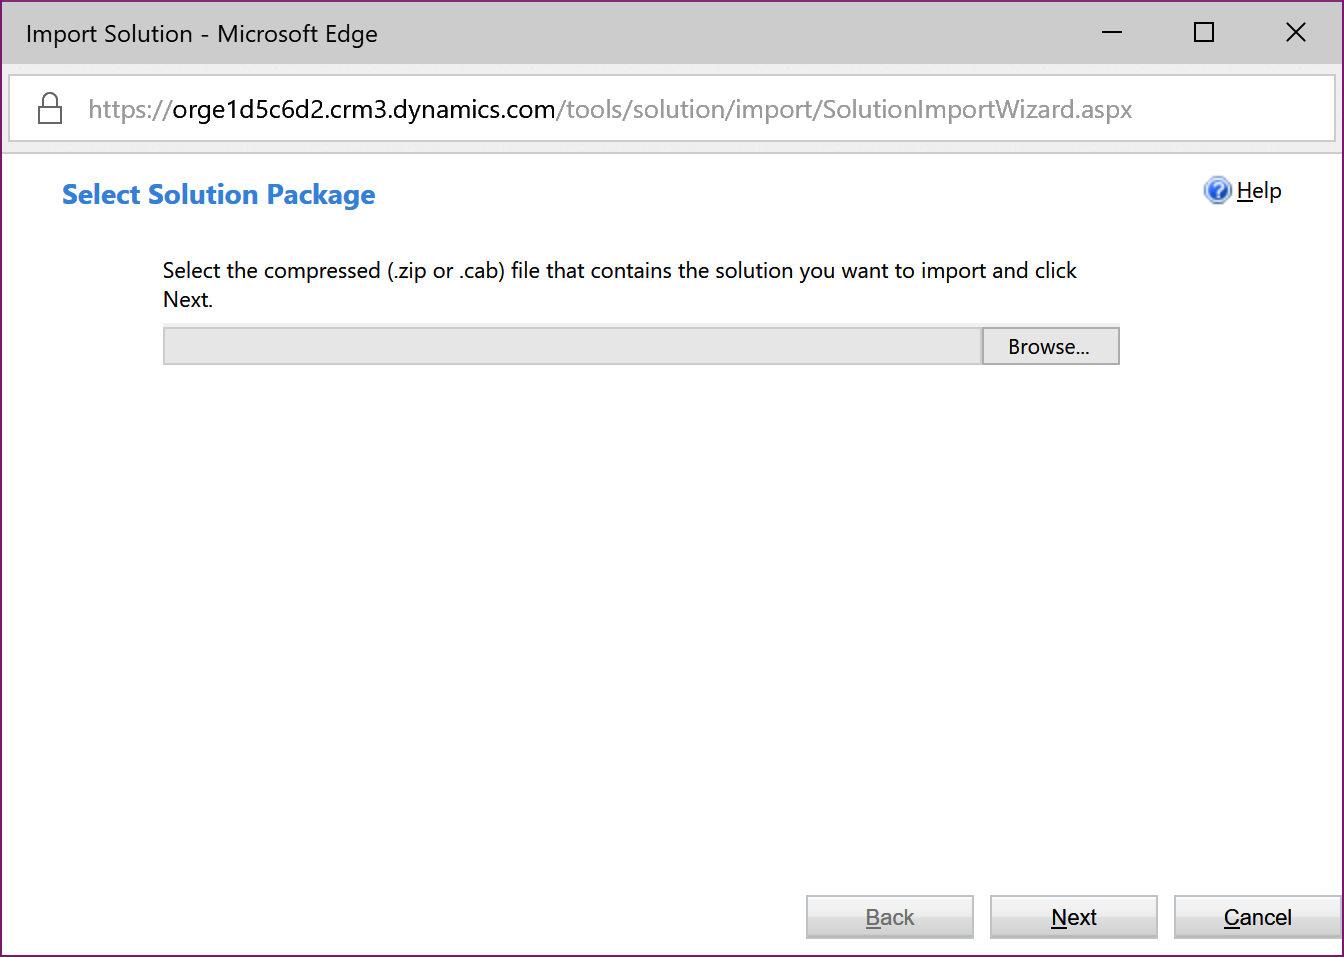 Import Solution - Microsoft Edge
https://orge1d5c6d2.crm3.dynamics.com/tools/solution/import/SolutionImportWizard.aspx
Select Solution Package
Help
Select the compressed (.zip or .cab) file that contains the solution you want to import and click
Next.
Browse...
Back Next Cancel